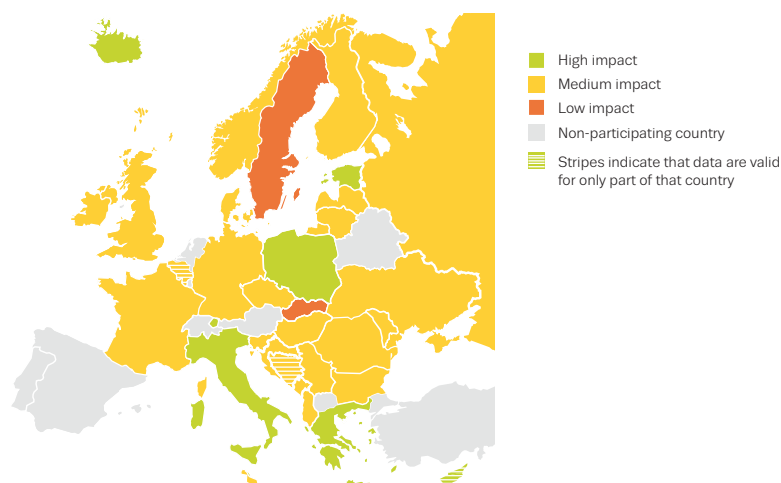 High impact
Medium impact
Low impact
Non-participating country
Stripes indicate that data are valid
for only part of that country